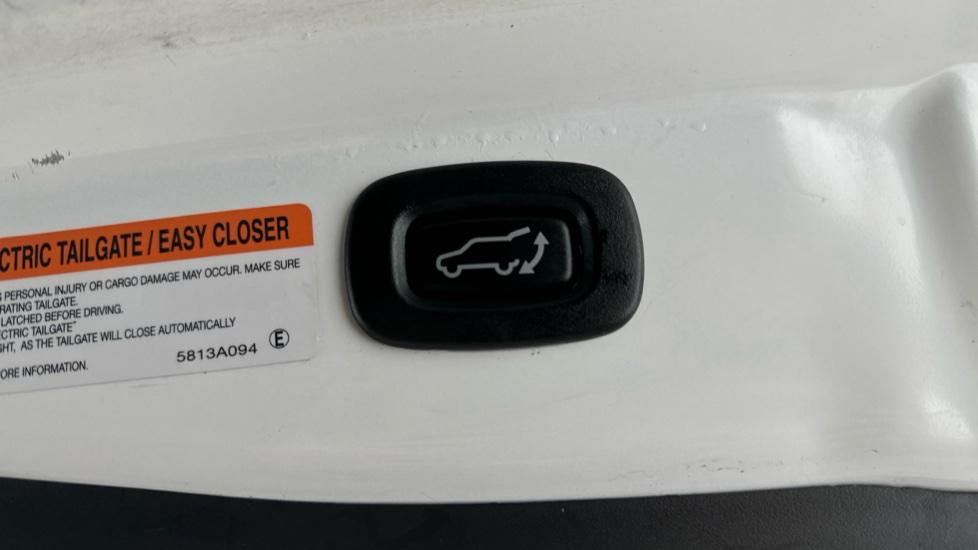 CTRIC TAILGATE / EASY CLOSER
PERSONAL INJURY OR CARGO DAMAGE MAY OCCUR. MAKE SURE
RATING TAILGATE.
LATCHED BEFORE DRIVING.
ECTRIC TAILGATE"
GHT, AS THE TAILGATE WILL CLOSE AUTOMATICALLY
5813A094 Ⓔ
ORE INFORMATION.